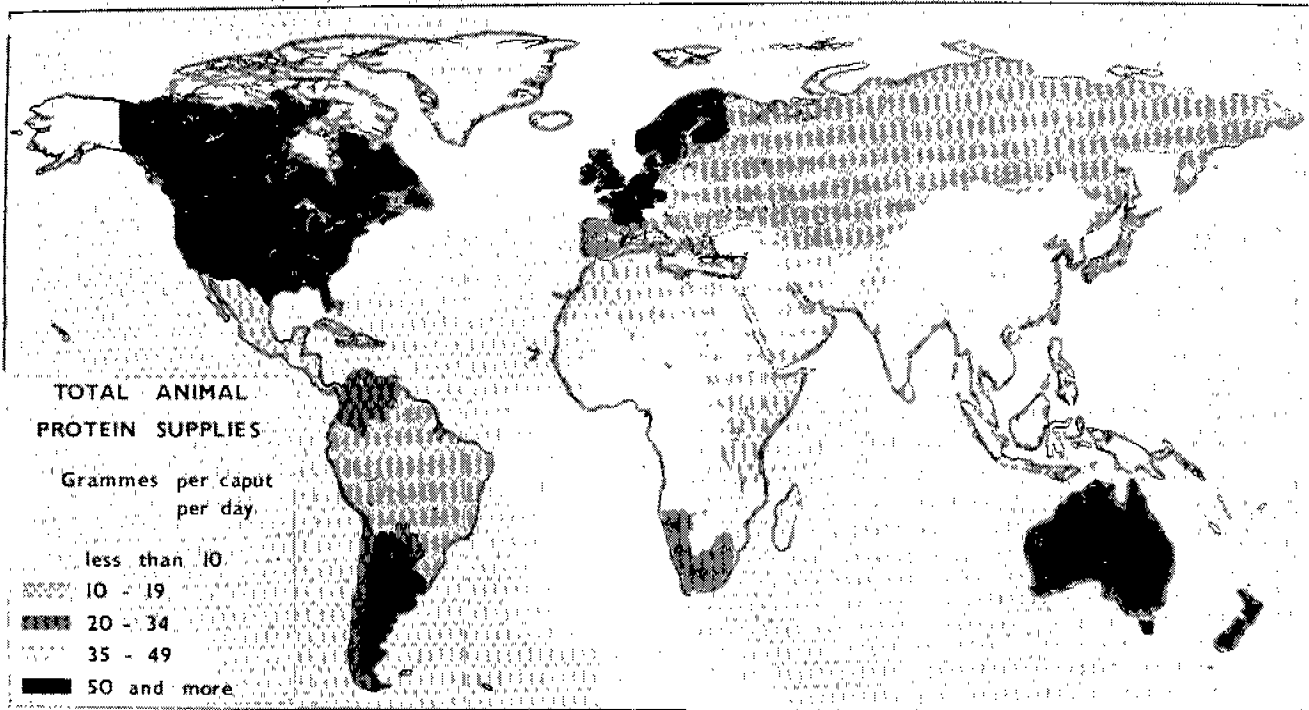 TOTAL ANIMAL
PROTEIN SUPPLIES
Grammes per caput
per day
less than 10
10 - 19
20 - 34
35 - 49
50 and more